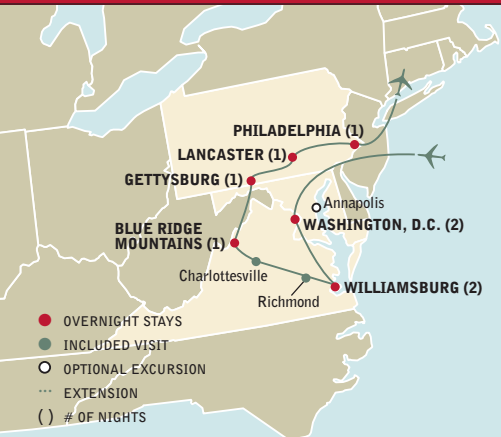 PHILADELPHIA (1)
LANCASTER (1)
GETTYSBURG (1)
Annapolis
WASHINGTON, D.C. (2)
BLUE RIDGE
MOUNTAINS (1)
Charlottesville
Richmond
WILLIAMSBURG (2)
OVERNIGHT STAYS
INCLUDED VISIT
OPTIONAL EXCURSION
EXTENSION
( ) # OF NIGHTS